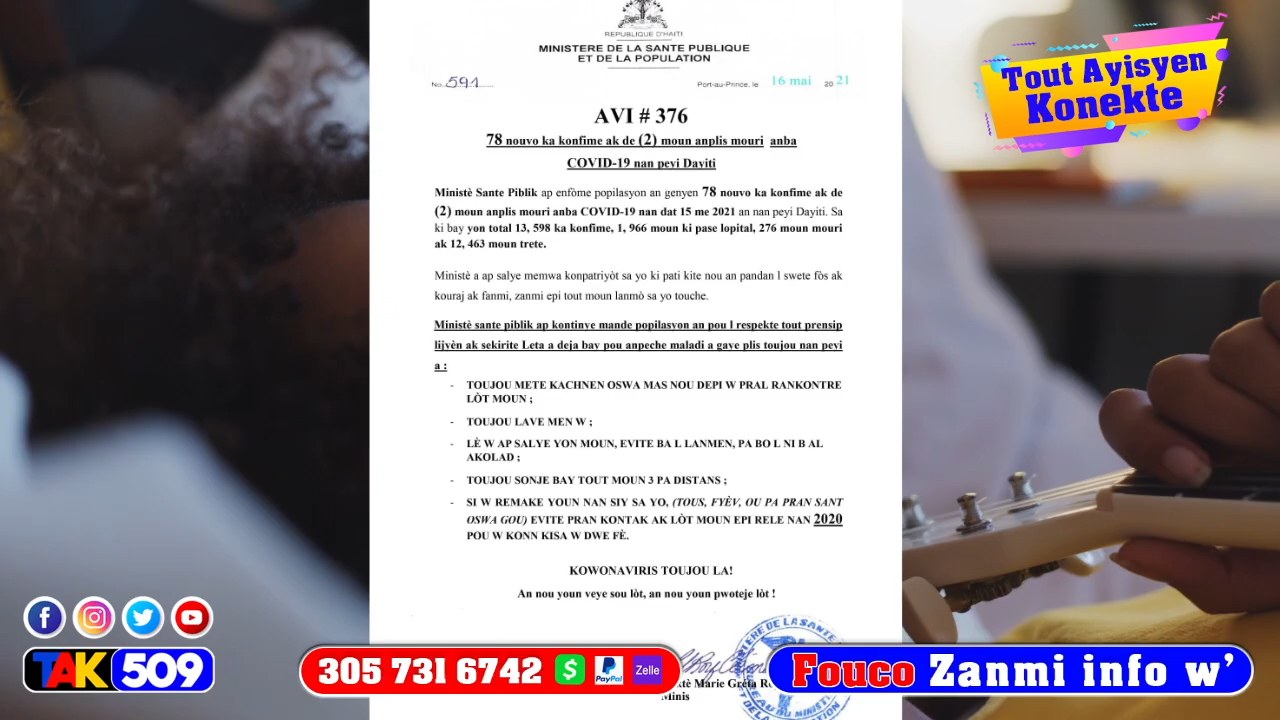 REPUBLIQUE D'HAITI
MINISTERE DE LA SANTE PUBLIQUE
ET DE LA POPULATION
No. 591
Port-au-Prince, le 16 mai 20 21
AVI # 376
78 nouvo ka konfime ak de (2) moun anplis mouri anba
COVID-19 nan peyi Dayiti
Ministè Sante Piblik ap enfòme popilasyon an genyen 78 nouvo ka konfime ak de
(2) moun anplis mouri anba COVID-19 nan dat 15 me 2021 an nan peyi Dayiti. Sa
ki bay yon total 13, 598 ka konfime, 1, 966 moun ki pase lopital, 276 moun mouri
ak 12, 463 moun trete.
Ministè a ap salye memwa konpatriyòt sa yo ki pati kite nou an pandan l swete fòs ak
kouraj ak fanmi, zanmi epi tout moun lanmò sa yo touche.
Ministè sante piblik ap kontinye mande popilasyon an pou l respekte tout prensip
lijyèn ak sekirite Leta a deja bay pou anpeche maladi a gaye plis toujou nan peyi
a :
- TOUJOU METE KACHNEN OSWA MAS NOU DEPI W PRAL RANKONTRE
LÒT MOUN ;
- TOUJOU LAVE MEN W ;
- LÈ W AP SALYE YON MOUN, EVITE BA L LANMEN, PA BO L NI B AL
AKOLAD ;
- TOUJOU SONJE BAY TOUT MOUN 3 PA DISTANS ;
- SI W REMAKE YOUN NAN SIY SA YO, (TOUS, FYÈV, OU PA PRAN SANT
OSWA GOU) EVITE PRAN KONTAK AK LÒT MOUN EPI RELE NAN 2020
POU W KONN KISA W DWE FÈ.
KOWONAVIRIS TOUJOU LA!
An nou youn veye sou lòt, an nou youn pwoteje lòt !
Marie Greta
Minis
Tout Ayisyen
Konekte
TAK 509
305 731 6742 $ PayPal Zelle
Fouco Zanmi info w'